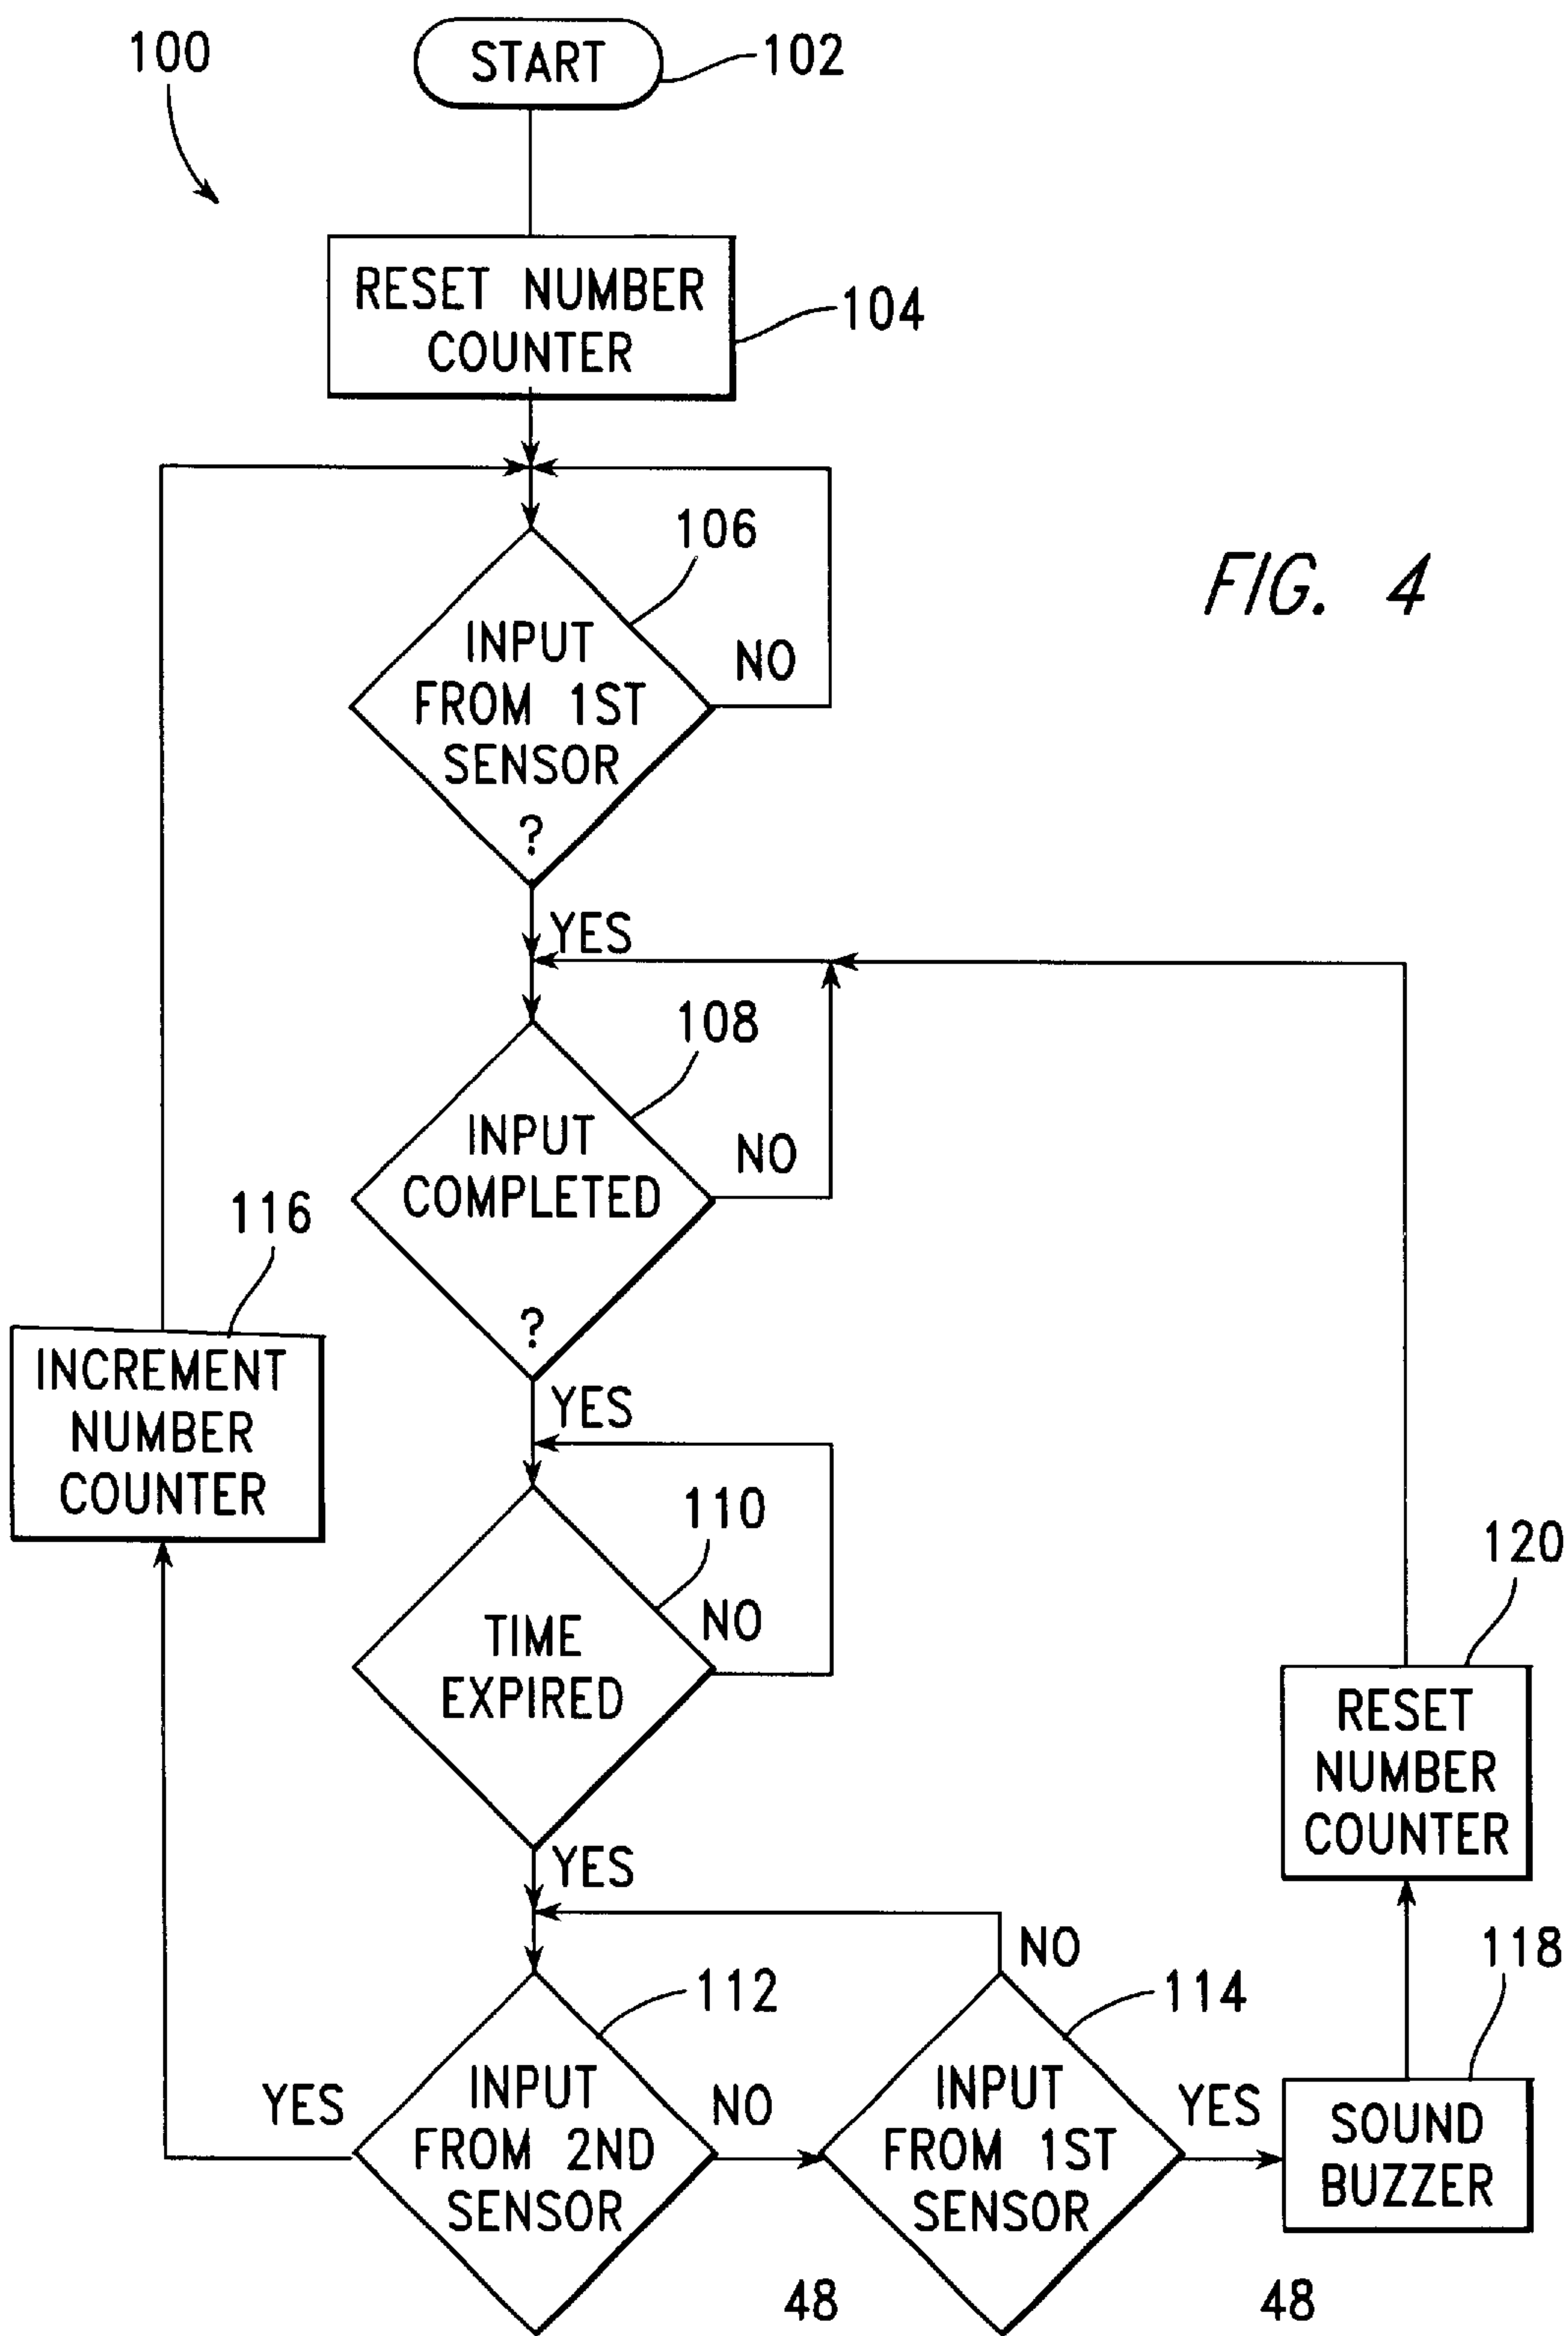 100
START
102
RESET NUMBER
COUNTER
104
106
FIG. 4
INPUT
FROM 1ST
SENSOR
?
NO
YES
108
INPUT
COMPLETED
?
NO
116
INCREMENT
NUMBER
COUNTER
YES
110
TIME
EXPIRED
NO
120
RESET
NUMBER
COUNTER
YES
NO
118
112
114
YES
INPUT
FROM 2ND
SENSOR
NO
INPUT
FROM 1ST
SENSOR
YES
SOUND
BUZZER
48
48